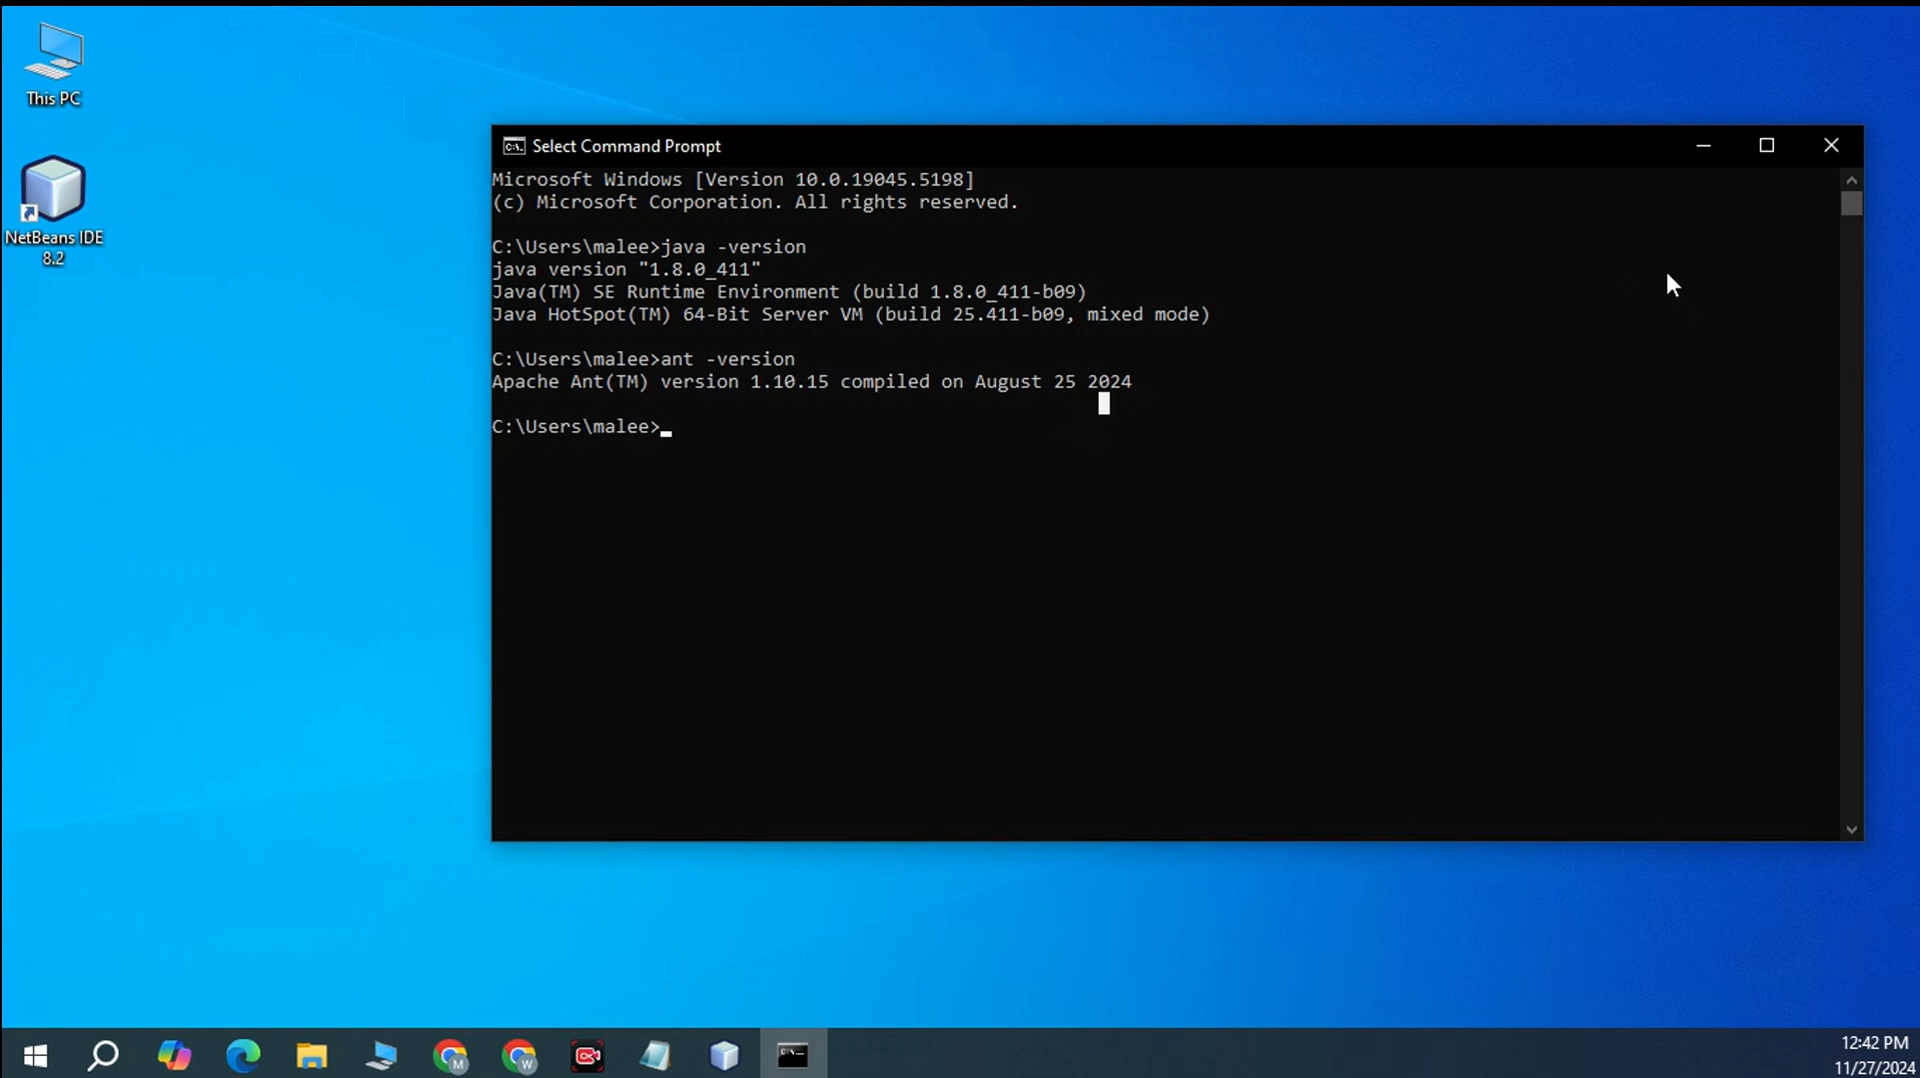 This PC
NetBeans IDE
8.2
Select Command Prompt
Microsoft Windows [Version 10.0.19045.5198]
(c) Microsoft Corporation. All rights reserved.
C:\Users\malee>java -version
java version "1.8.0_411"
Java(TM) SE Runtime Environment (build 1.8.0_411-b09)
Java HotSpot(TM) 64-Bit Server VM (build 25.411-b09, mixed mode)
C:\Users\malee>ant -version
Apache Ant(TM) version 1.10.15 compiled on August 25 2024
C:\Users\malee>
M
W
12:42 PM
11/27/2024